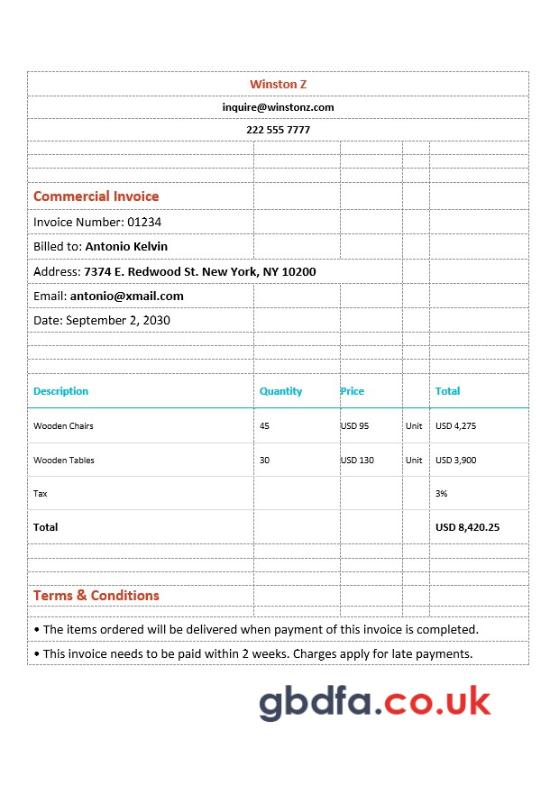 Winston Z
inquire@winstonz.com
222 555 7777
Commercial Invoice
Invoice Number: 01234
Billed to: Antonio Kelvin
Address: 7374 E. Redwood St. New York, NY 10200
Email: antonio@xmail.com
Date: September 2, 2030
Description Quantity Price Total
Wooden Chairs 45 USD 95 Unit USD 4,275
Wooden Tables 30 USD 130 Unit USD 3,900
Tax 3%
Total USD 8,420.25
Terms & Conditions
• The items ordered will be delivered when payment of this invoice is completed.
• This invoice needs to be paid within 2 weeks. Charges apply for late payments.
gbdfa.co.uk